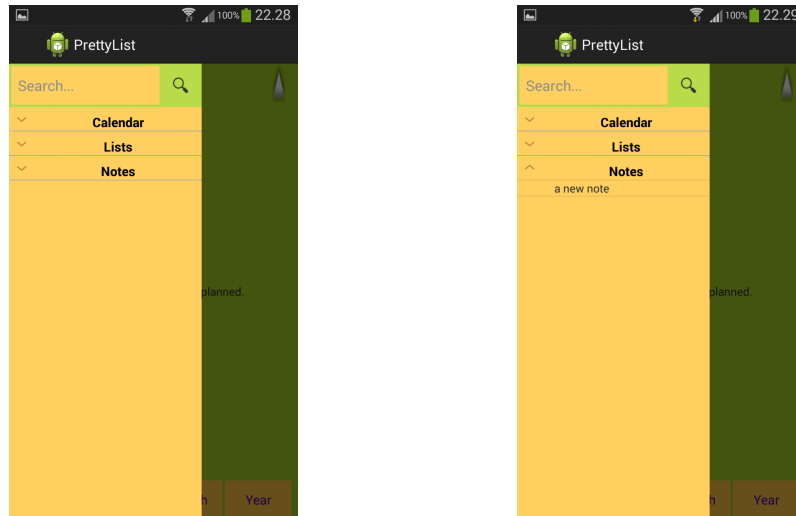 100% 22.28
PrettyList
Search...
Calendar
Lists
Notes
planned.
h Year
100% 22.29
PrettyList
Search...
Calendar
Lists
Notes
a new note
planned.
h Year